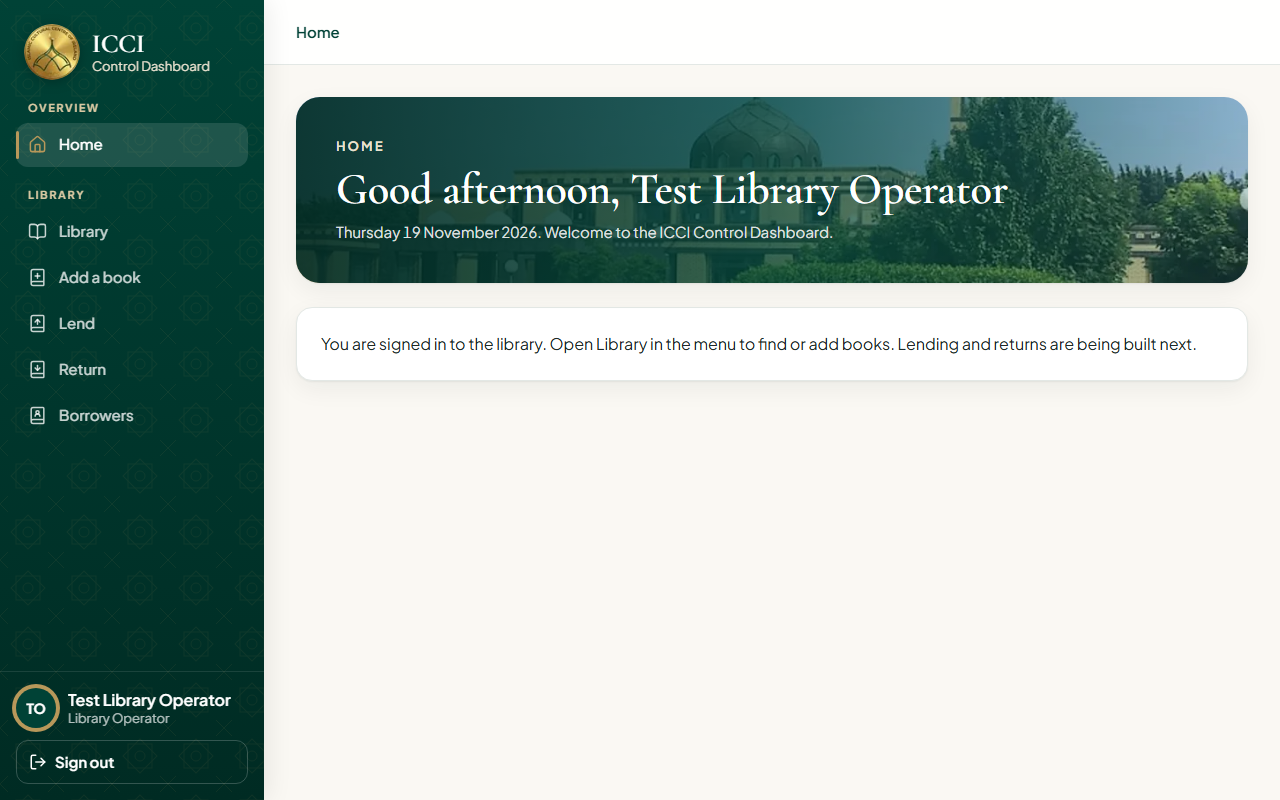 ICCI
Control Dashboard
OVERVIEW
Home
LIBRARY
Library
Add a book
Lend
Return
Borrowers
TO
Test Library Operator
Library Operator
Sign out
Home
HOME
Good afternoon, Test Library Operator
Thursday 19 November 2026. Welcome to the ICCI Control Dashboard.
You are signed in to the library. Open Library in the menu to find or add books. Lending and returns are being built next.